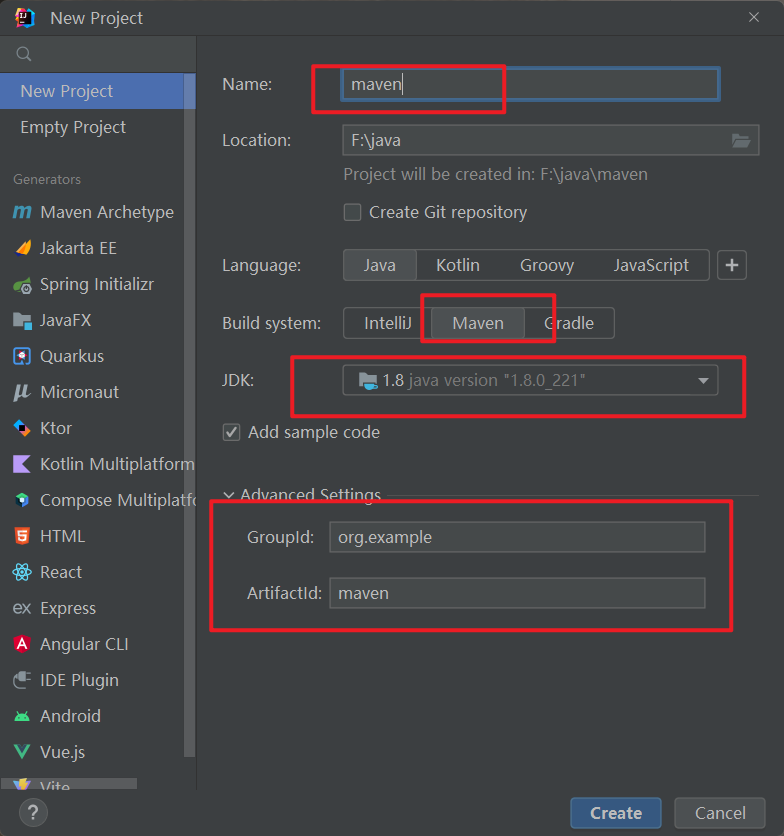 New Project
New Project
Empty Project
Generators
Maven Archetype
Jakarta EE
Spring Initializr
JavaFX
Quarkus
Micronaut
Ktor
Kotlin Multiplatform
Compose Multiplatfo
HTML
React
ex Express
Angular CLI
IDE Plugin
Android
Vue.js
Vite
Name: maven
Location: F:\java
Project will be created in: F:\java\maven
Create Git repository
Language: Java Kotlin Groovy JavaScript +
Build system: IntelliJ Maven Gradle
JDK: 1.8 java version "1.8.0_221"
Add sample code
Advanced Settings
GroupId: org.example
ArtifactId: maven
? Create Cancel